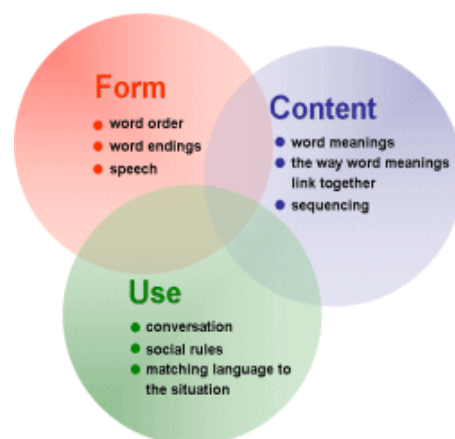 Form
word order
word endings
speech
Content
word meanings
the way word meanings
link together
sequencing
Use
conversation
social rules
matching language to
the situation